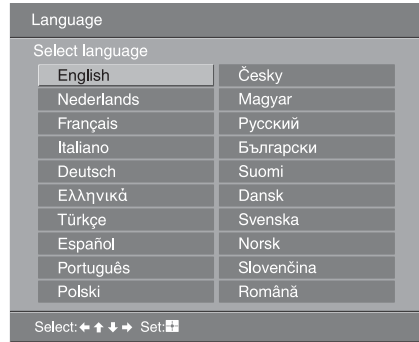 Language
Select language
English Česky
Nederlands Magyar
Français Русский
Italiano Български
Deutsch Suomi
Ελληνικά Dansk
Türkçe Svenska
Español Norsk
Português Slovenčina
Polski Română
Select: ← ↑ ↓ → Set: